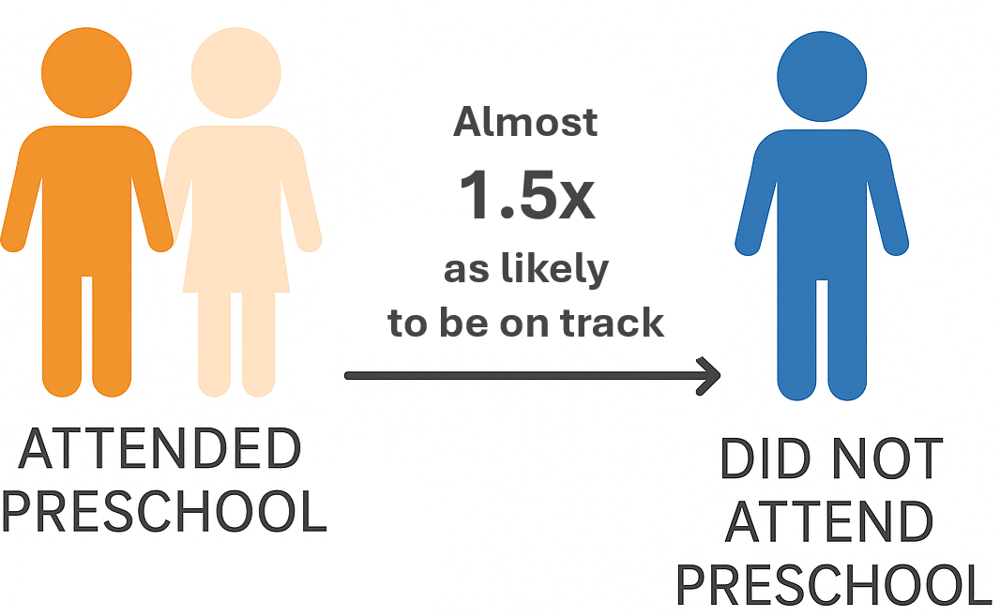 Almost
1.5x
as likely
to be on track
ATTENDED
PRESCHOOL
DID NOT
ATTEND
PRESCHOOL